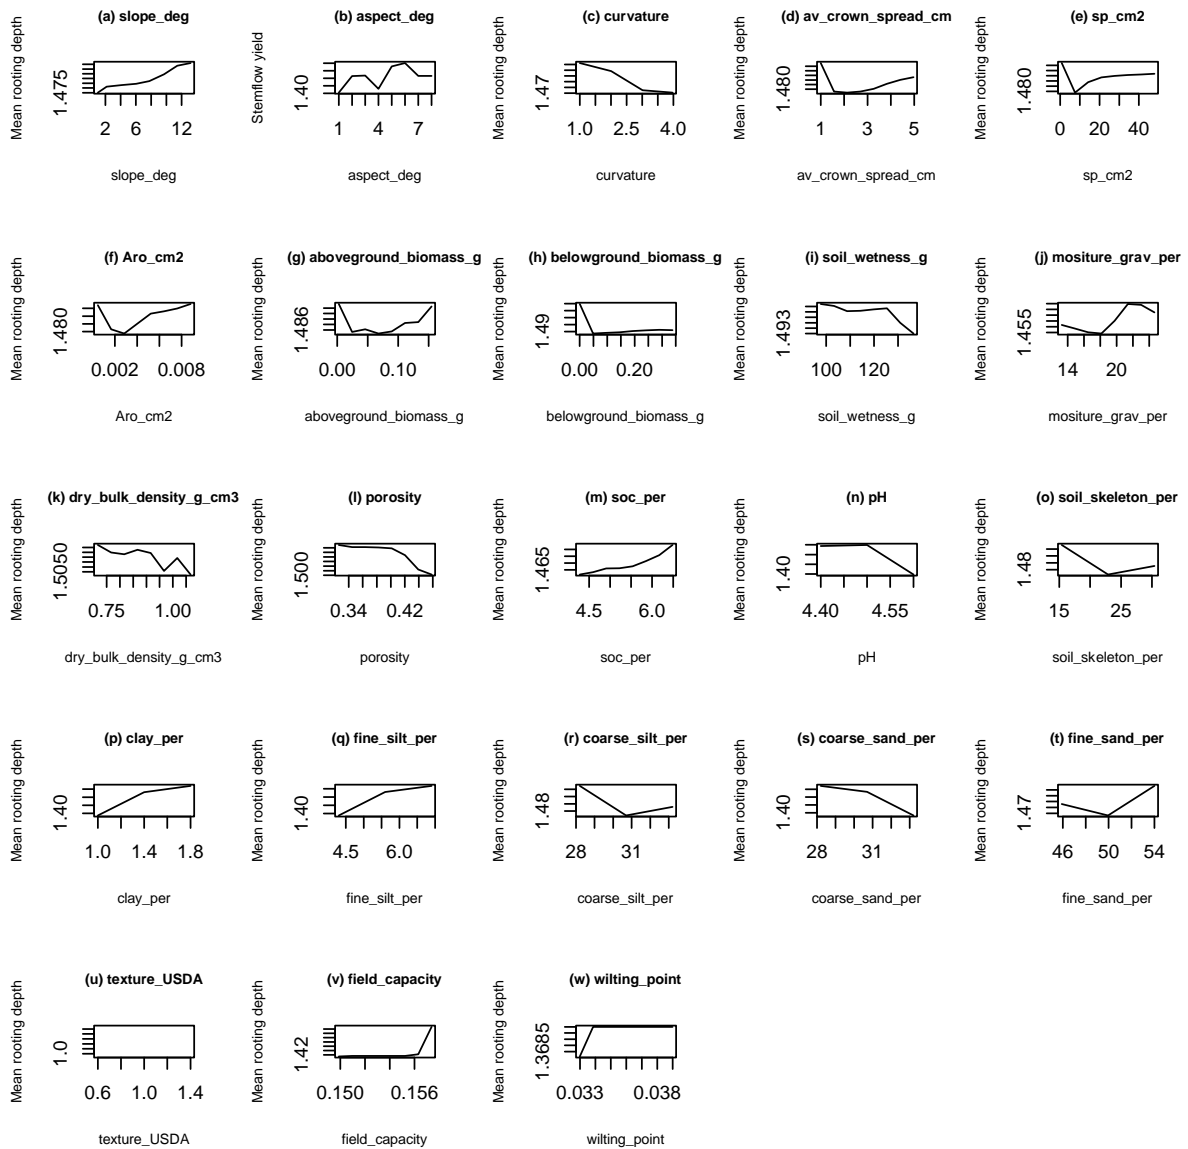 (a) slope_deg
Mean rooting depth
1.475
2 6 12
slope_deg
(b) aspect_deg
Stemflow yield
1.40
1 4 7
aspect_deg
(c) curvature
Mean rooting depth
1.47
1.0 2.5 4.0
curvature
(d) av_crown_spread_cm
Mean rooting depth
1.480
1 3 5
av_crown_spread_cm
(e) sp_cm2
Mean rooting depth
1.480
0 20 40
sp_cm2
(f) Aro_cm2
Mean rooting depth
1.480
0.002 0.008
Aro_cm2
(g) aboveground_biomass_g
Mean rooting depth
1.486
0.00 0.10
aboveground_biomass_g
(h) belowground_biomass_g
Mean rooting depth
1.49
0.00 0.20
belowground_biomass_g
(i) soil_wetness_g
Mean rooting depth
1.493
100 120
soil_wetness_g
(j) mositure_grav_per
Mean rooting depth
1.455
14 20
mositure_grav_per
(k) dry_bulk_density_g_cm3
Mean rooting depth
1.5050
0.75 1.00
dry_bulk_density_g_cm3
(l) porosity
Mean rooting depth
1.500
0.34 0.42
porosity
(m) soc_per
Mean rooting depth
1.465
4.5 6.0
soc_per
(n) pH
Mean rooting depth
1.40
4.40 4.55
pH
(o) soil_skeleton_per
Mean rooting depth
1.48
15 25
soil_skeleton_per
(p) clay_per
Mean rooting depth
1.40
1.0 1.4 1.8
clay_per
(q) fine_silt_per
Mean rooting depth
1.40
4.5 6.0
fine_silt_per
(r) coarse_silt_per
Mean rooting depth
1.48
28 31
coarse_silt_per
(s) coarse_sand_per
Mean rooting depth
1.40
28 31
coarse_sand_per
(t) fine_sand_per
Mean rooting depth
1.47
46 50 54
fine_sand_per
(u) texture_USDA
Mean rooting depth
1.0
0.6 1.0 1.4
texture_USDA
(v) field_capacity
Mean rooting depth
1.42
0.150 0.156
field_capacity
(w) wilting_point
Mean rooting depth
1.3685
0.033 0.038
wilting_point